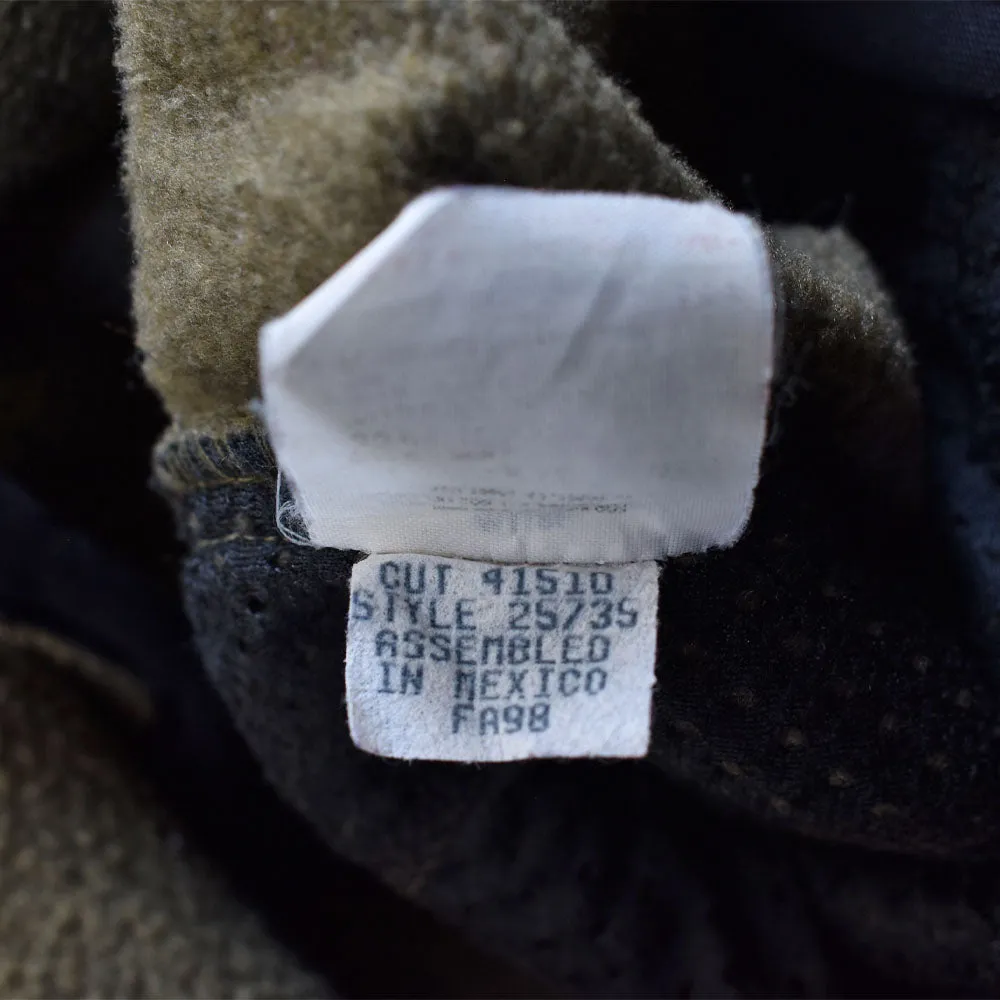 CUT 41510
STYLE 25735
ASSEMBLED
IN MEXICO
FA98